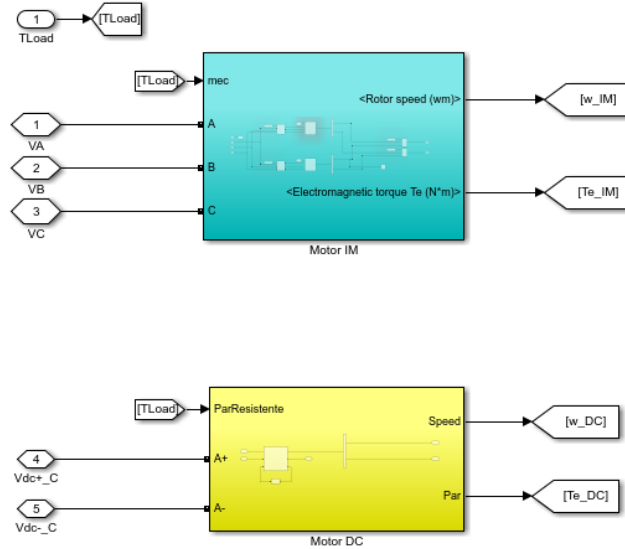 1
TLoad
[TLoad]
[TLoad]
mec
<Rotor speed (wm)>
[w_IM]
1
VA
A
2
VB
B
<Electromagnetic torque Te (N*m)>
[Te_IM]
3
VC
C
Motor IM
[TLoad]
ParResistente
Speed
[w_DC]
4
Vdc+_C
A+
Par
[Te_DC]
5
Vdc-_C
A-
Motor DC